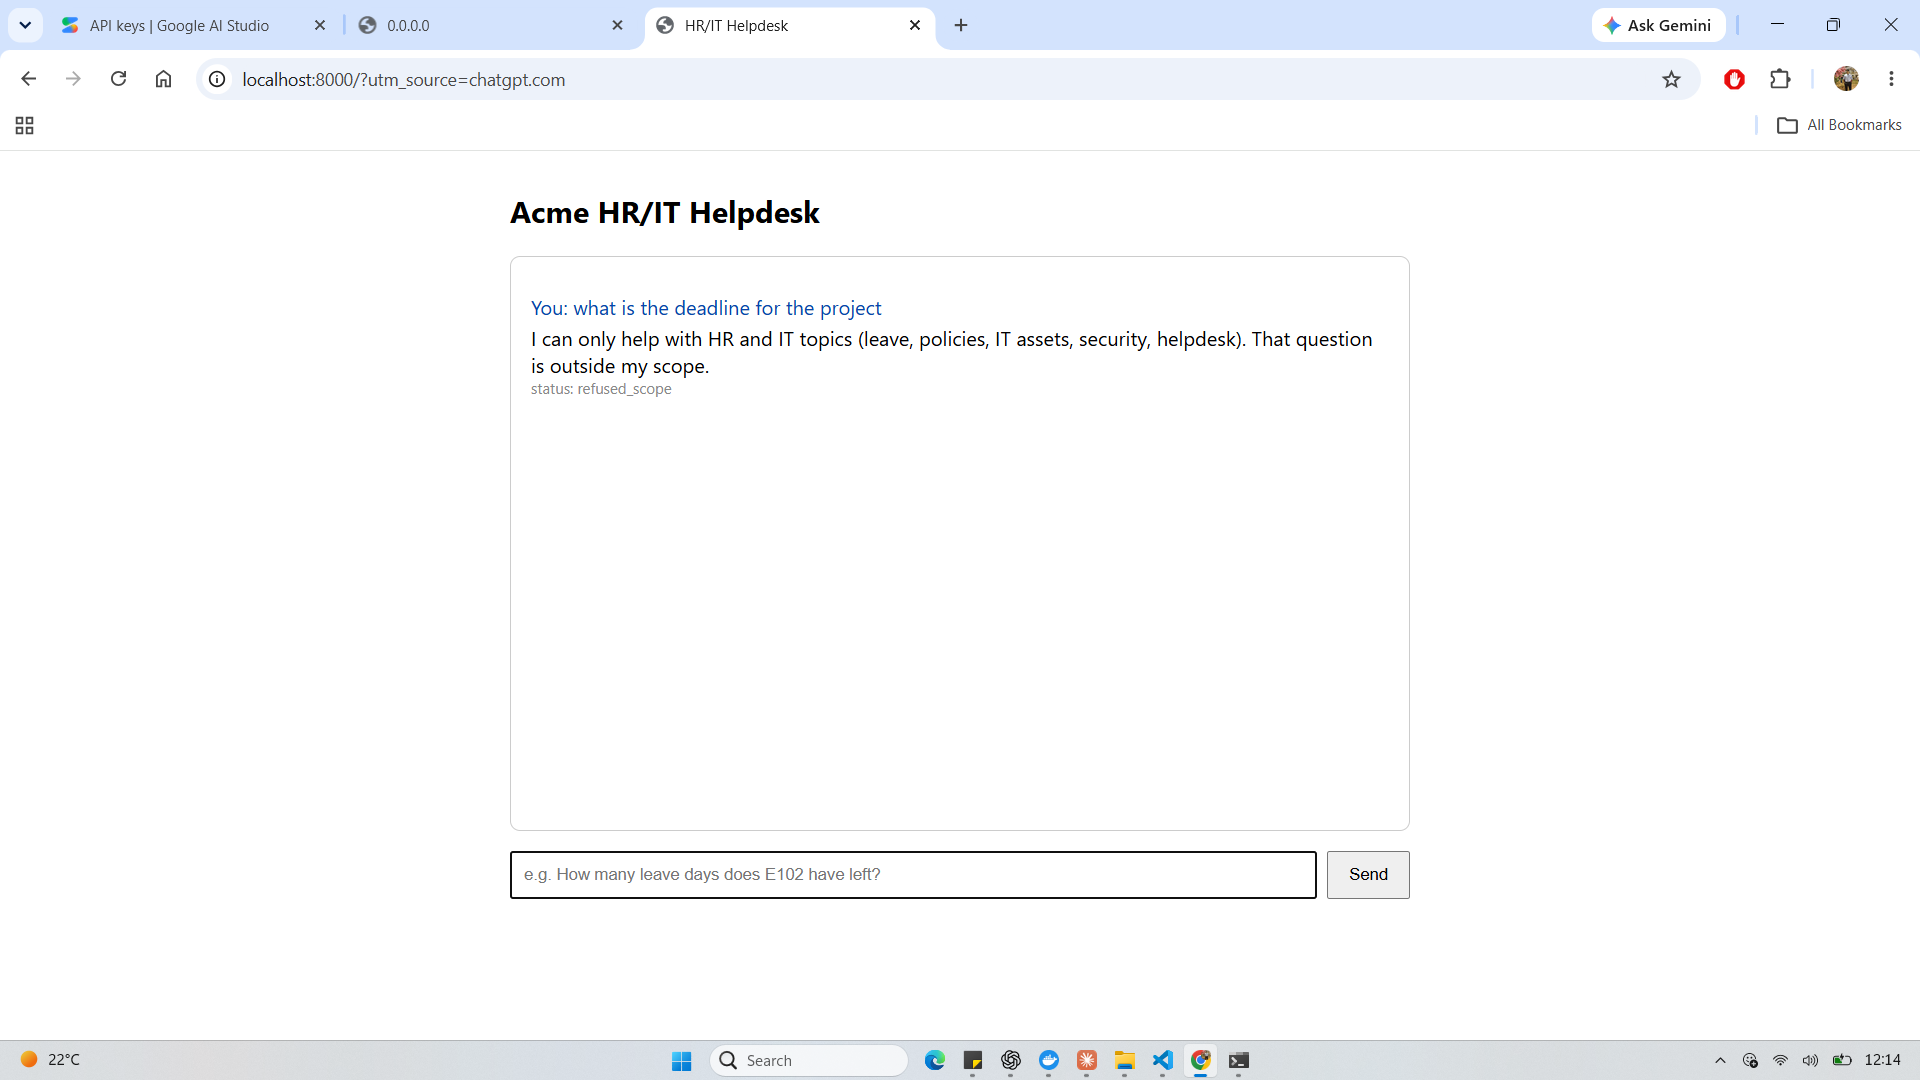 API keys | Google AI Studio
0.0.0.0
HR/IT Helpdesk
Ask Gemini
localhost:8000/?utm_source=chatgpt.com
All Bookmarks
Acme HR/IT Helpdesk
You: what is the deadline for the project
I can only help with HR and IT topics (leave, policies, IT assets, security, helpdesk). That question
is outside my scope.
status: refused_scope
e.g. How many leave days does E102 have left?
Send
22°C
Search
12:14